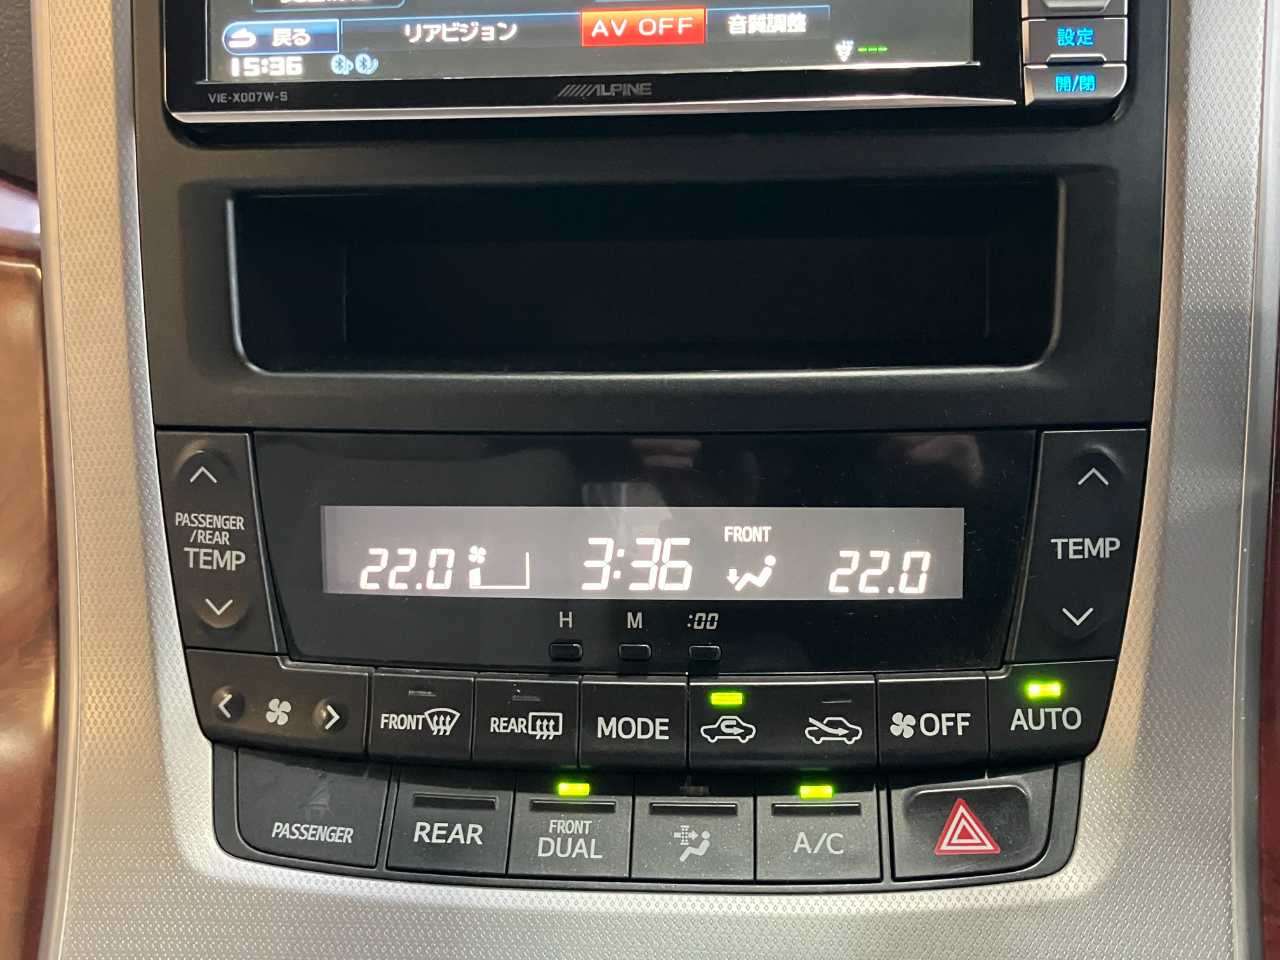 戻る
リアビジョン
AV OFF
音質調整
15:36
VIE-X007W-S
ALPINE
設定
開/閉
PASSENGER
/REAR
TEMP
22.0
3:36
FRONT
22.0
TEMP
H
M
:00
FRONT
REAR
MODE
OFF
AUTO
PASSENGER
REAR
FRONT
DUAL
A/C